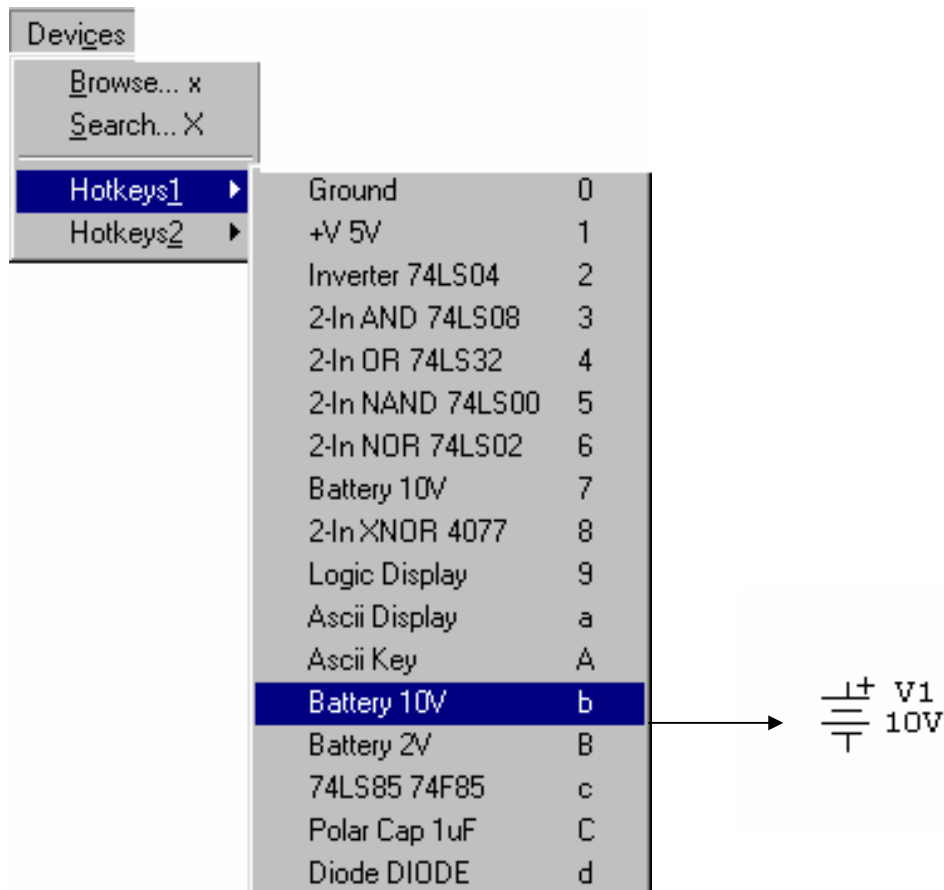 Devices
Browse... x
Search... X
Hotkeys1
Hotkeys2
Ground 0
+V 5V 1
Inverter 74LS04 2
2-In AND 74LS08 3
2-In OR 74LS32 4
2-In NAND 74LS00 5
2-In NOR 74LS02 6
Battery 10V 7
2-In XNOR 4077 8
Logic Display 9
Ascii Display a
Ascii Key A
Battery 10V b
Battery 2V B
74LS85 74F85 c
Polar Cap 1uF C
Diode DIODE d
+ V1
10V